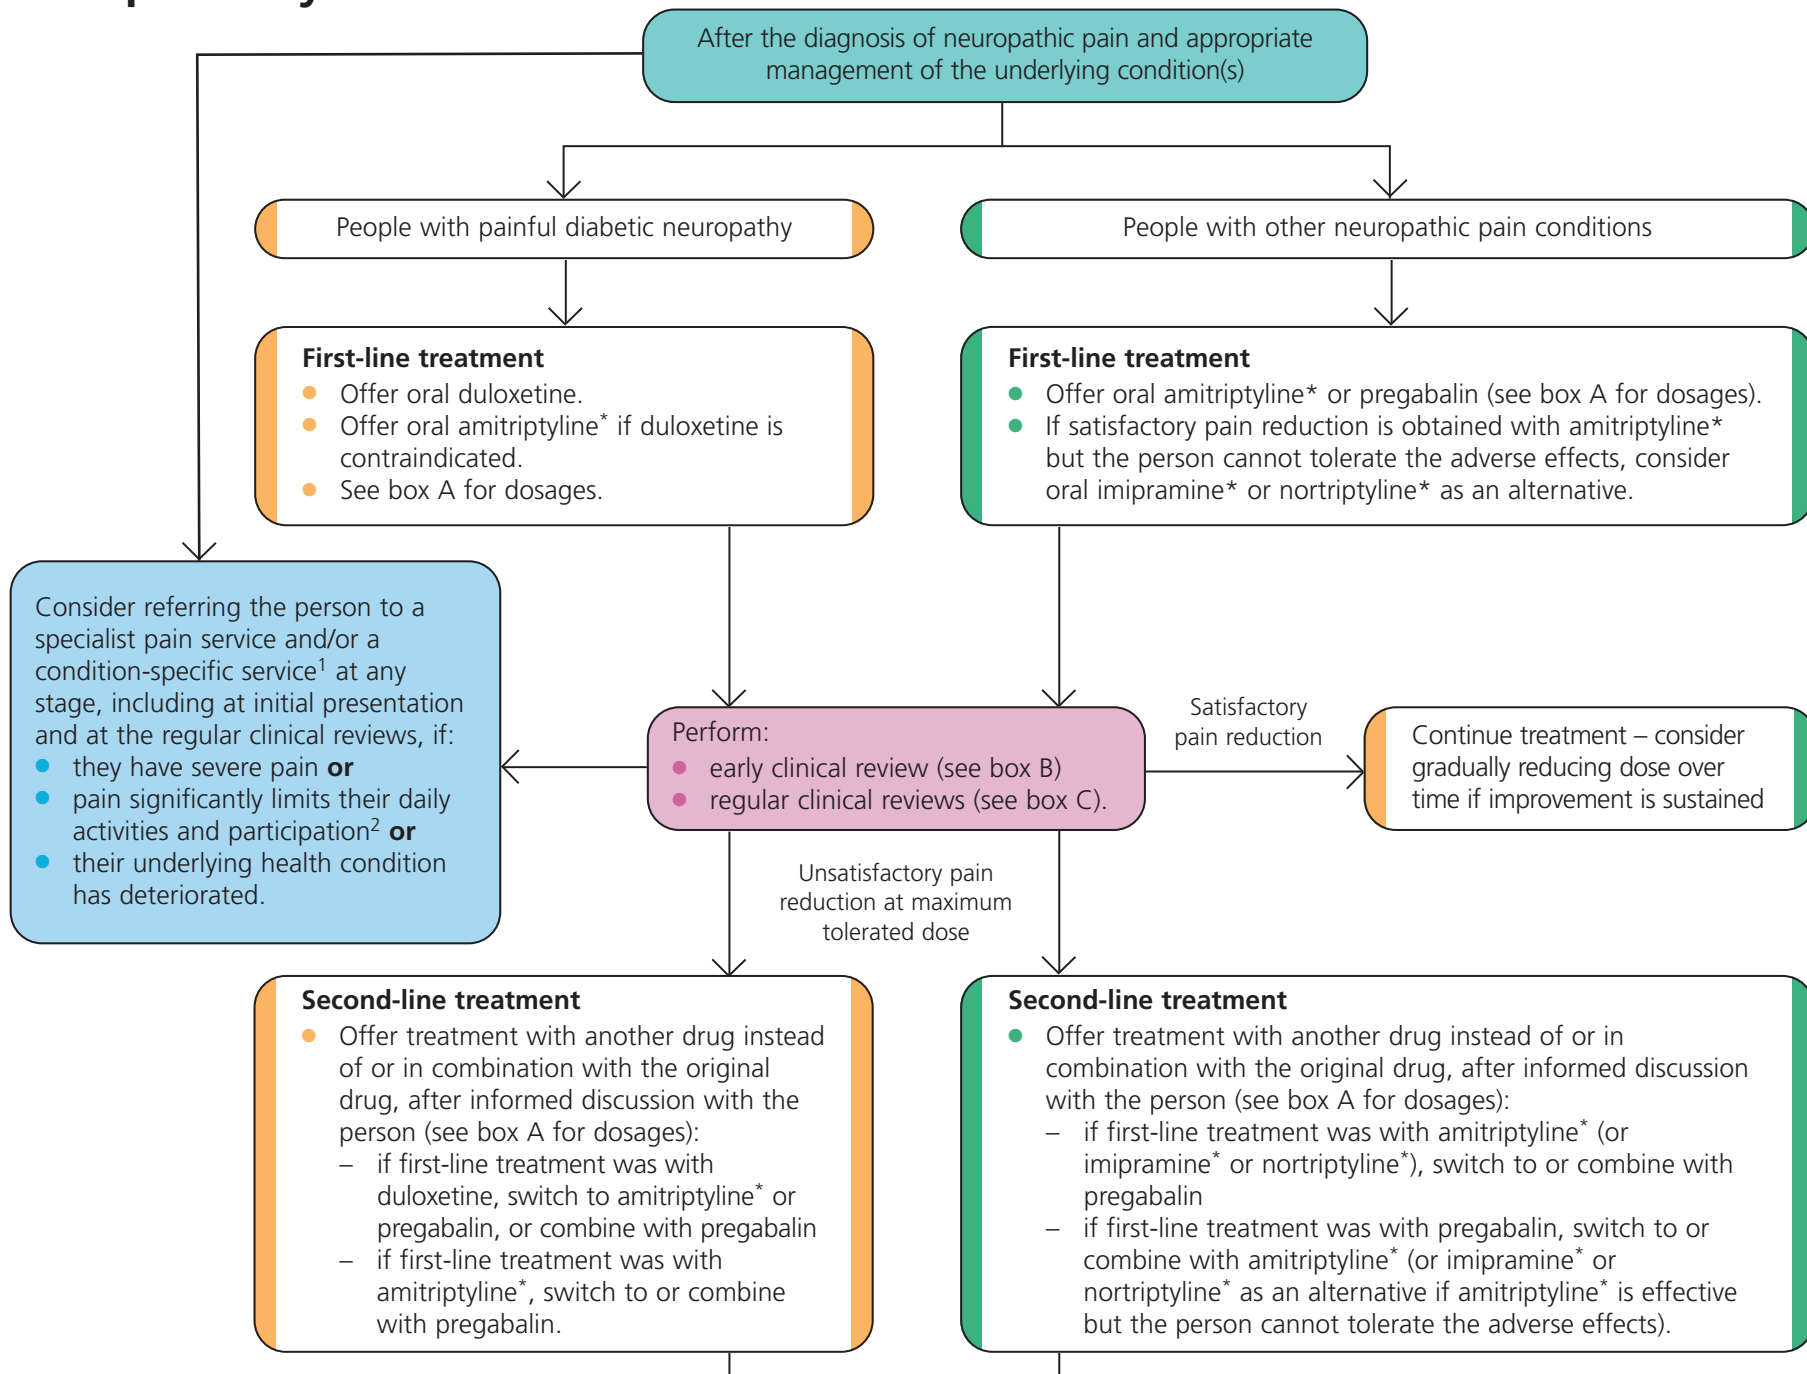 After the diagnosis of neuropathic pain and appropriate
management of the underlying condition(s)
People with painful diabetic neuropathy
People with other neuropathic pain conditions
First-line treatment
● Offer oral duloxetine.
● Offer oral amitriptyline* if duloxetine is
contraindicated.
● See box A for dosages.
First-line treatment
● Offer oral amitriptyline* or pregabalin (see box A for dosages).
● If satisfactory pain reduction is obtained with amitriptyline*
but the person cannot tolerate the adverse effects, consider
oral imipramine* or nortriptyline* as an alternative.
Consider referring the person to a
specialist pain service and/or a
condition-specific service1 at any
stage, including at initial presentation
and at the regular clinical reviews, if:
● they have severe pain or
● pain significantly limits their daily
activities and participation2 or
● their underlying health condition
has deteriorated.
Perform:
● early clinical review (see box B)
● regular clinical reviews (see box C).
Satisfactory
pain reduction
Continue treatment – consider
gradually reducing dose over
time if improvement is sustained
Unsatisfactory pain
reduction at maximum
tolerated dose
Second-line treatment
● Offer treatment with another drug instead
of or in combination with the original
drug, after informed discussion with the
person (see box A for dosages):
– if first-line treatment was with
duloxetine, switch to amitriptyline* or
pregabalin, or combine with pregabalin
– if first-line treatment was with
amitriptyline*, switch to or combine
with pregabalin.
Second-line treatment
● Offer treatment with another drug instead of or in
combination with the original drug, after informed discussion
with the person (see box A for dosages):
– if first-line treatment was with amitriptyline* (or
imipramine* or nortriptyline*), switch to or combine with
pregabalin
– if first-line treatment was with pregabalin, switch to or
combine with amitriptyline* (or imipramine* or
nortriptyline* as an alternative if amitriptyline* is effective
but the person cannot tolerate the adverse effects).